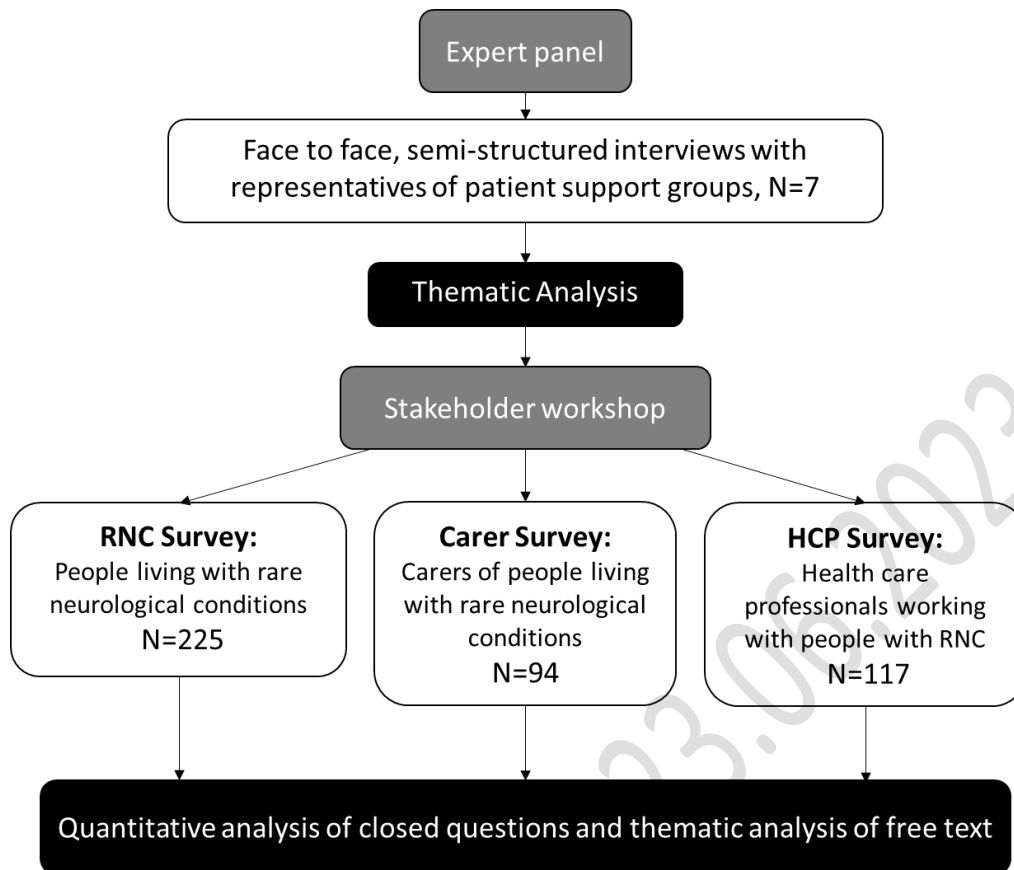 Expert panel
Face to face, semi-structured interviews with
representatives of patient support groups, N=7
Thematic Analysis
Stakeholder workshop
RNC Survey:
People living with rare
neurological conditions
N=225
Carer Survey:
Carers of people living
with rare neurological
conditions
N=94
HCP Survey:
Health care
professionals working
with people with RNC
N=117
Quantitative analysis of closed questions and thematic analysis of free text
23.06.2023